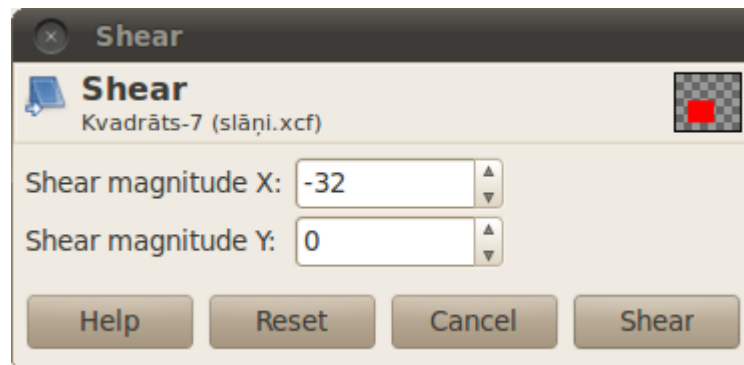 Shear
Shear
Kvadrāts-7 (slāņi.xcf)
Shear magnitude X: -32
Shear magnitude Y: 0
Help Reset Cancel Shear